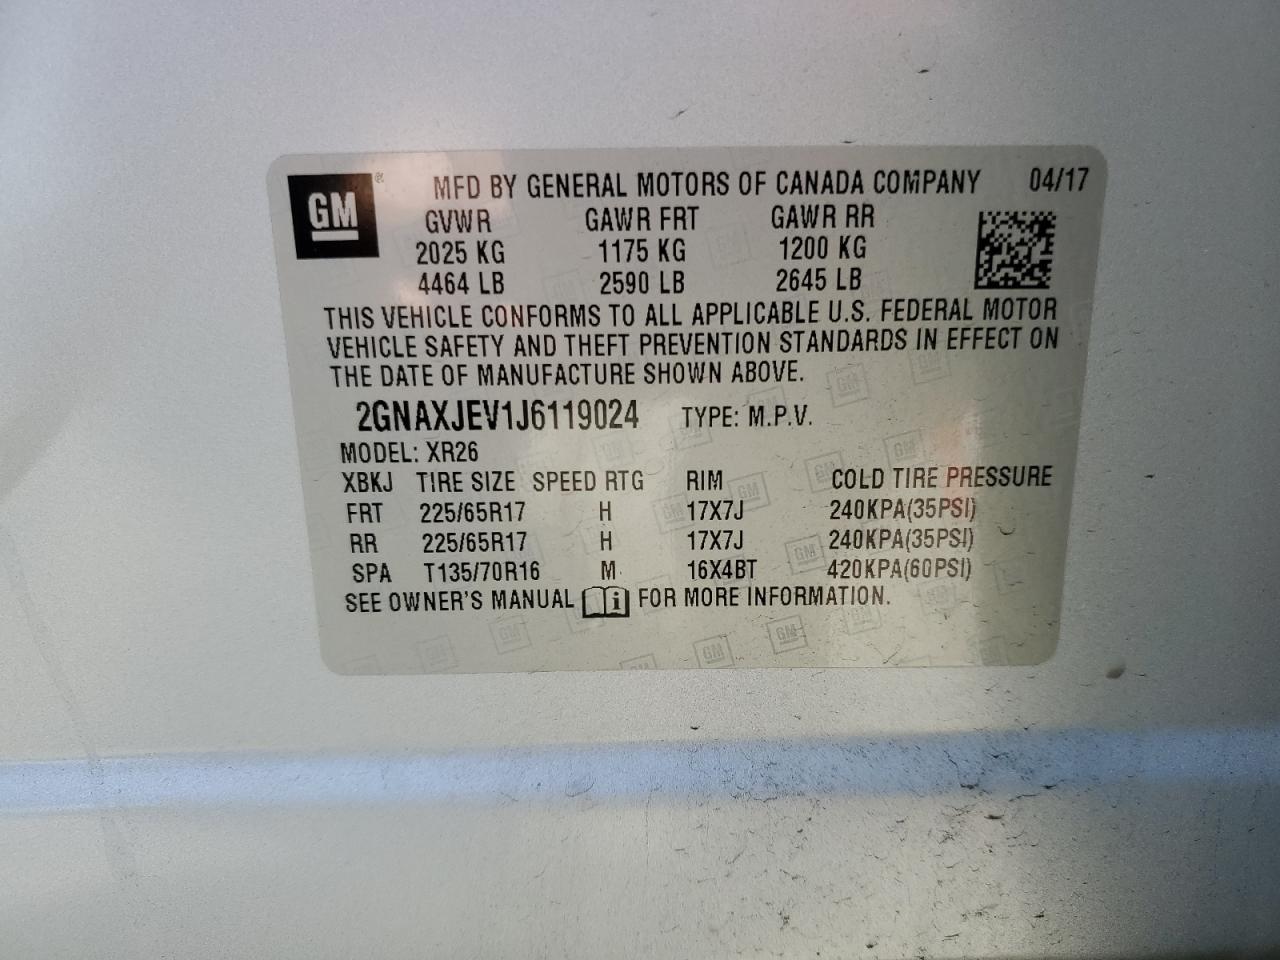 GM ® MFD BY GENERAL MOTORS OF CANADA COMPANY 04/17
GVWR GAWR FRT GAWR RR
2025 KG 1175 KG 1200 KG
4464 LB 2590 LB 2645 LB
THIS VEHICLE CONFORMS TO ALL APPLICABLE U.S. FEDERAL MOTOR
VEHICLE SAFETY AND THEFT PREVENTION STANDARDS IN EFFECT ON
THE DATE OF MANUFACTURE SHOWN ABOVE.
2GNAXJEV1J6119024 TYPE: M.P.V.
MODEL: XR26
XBKJ TIRE SIZE SPEED RTG RIM COLD TIRE PRESSURE
FRT 225/65R17 H 17X7J 240KPA(35PSI)
RR 225/65R17 H 17X7J 240KPA(35PSI)
SPA T135/70R16 M 16X4BT 420KPA(60PSI)
SEE OWNER'S MANUAL i FOR MORE INFORMATION.